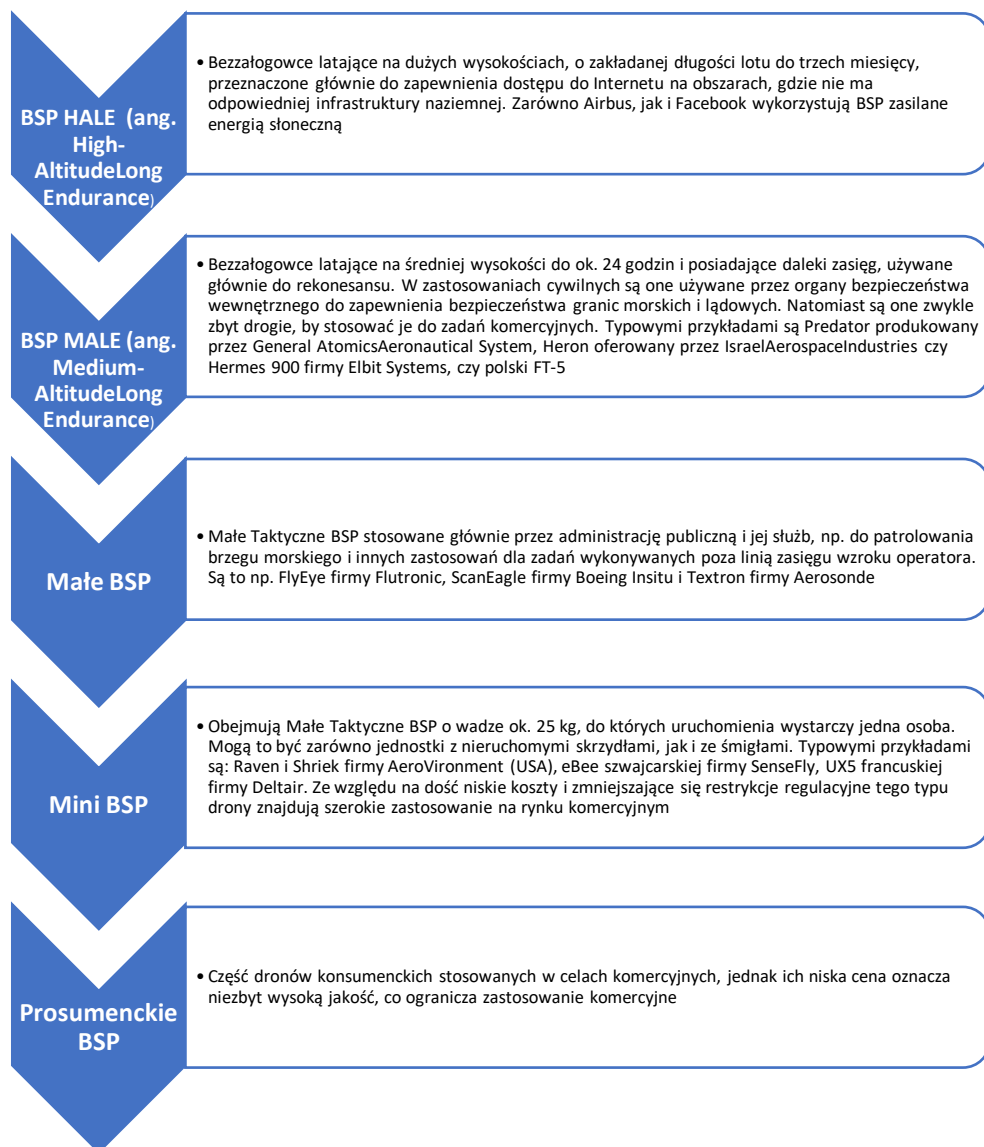 BSP HALE (ang.
High-
AltitudeLong
Endurance)
• Bezzałogowce latające na dużych wysokościach, o zakładanej długości lotu do trzech miesięcy,
przeznaczone głównie do zapewnienia dostępu do Internetu na obszarach, gdzie nie ma
odpowiedniej infrastruktury naziemnej. Zarówno Airbus, jak i Facebook wykorzystują BSP zasilane
energią słoneczną
BSP MALE (ang.
Medium-
AltitudeLong
Endurance)
• Bezzałogowce latające na średniej wysokości do ok. 24 godzin i posiadające daleki zasięg, używane
głównie do rekonesansu. W zastosowaniach cywilnych są one używane przez organy bezpieczeństwa
wewnętrznego do zapewnienia bezpieczeństwa granic morskich i lądowych. Natomiast są one zwykle
zbyt drogie, by stosować je do zadań komercyjnych. Typowymi przykładami są Predator produkowany
przez General AtomicsAeronautical System, Heron oferowany przez IsraelAerospaceIndustries czy
Hermes 900 firmy Elbit Systems, czy polski FT-5
Małe BSP
• Małe Taktyczne BSP stosowane głównie przez administrację publiczną i jej służb, np. do patrolowania
brzegu morskiego i innych zastosowań dla zadań wykonywanych poza linią zasięgu wzroku operatora.
Są to np. FlyEye firmy Flutronic, ScanEagle firmy Boeing Insitu i Textron firmy Aerosonde
Mini BSP
• Obejmują Małe Taktyczne BSP o wadze ok. 25 kg, do których uruchomienia wystarczy jedna osoba.
Mogą to być zarówno jednostki z nieruchomymi skrzydłami, jak i ze śmigłami. Typowymi przykładami
są: Raven i Shriek firmy AeroVironment (USA), eBee szwajcarskiej firmy SenseFly, UX5 francuskiej
firmy Deltair. Ze względu na dość niskie koszty i zmniejszające się restrykcje regulacyjne tego typu
drony znajdują szerokie zastosowanie na rynku komercyjnym
Prosumenckie
BSP
• Część dronów konsumenckich stosowanych w celach komercyjnych, jednak ich niska cena oznacza
niezbyt wysoką jakość, co ogranicza zastosowanie komercyjne